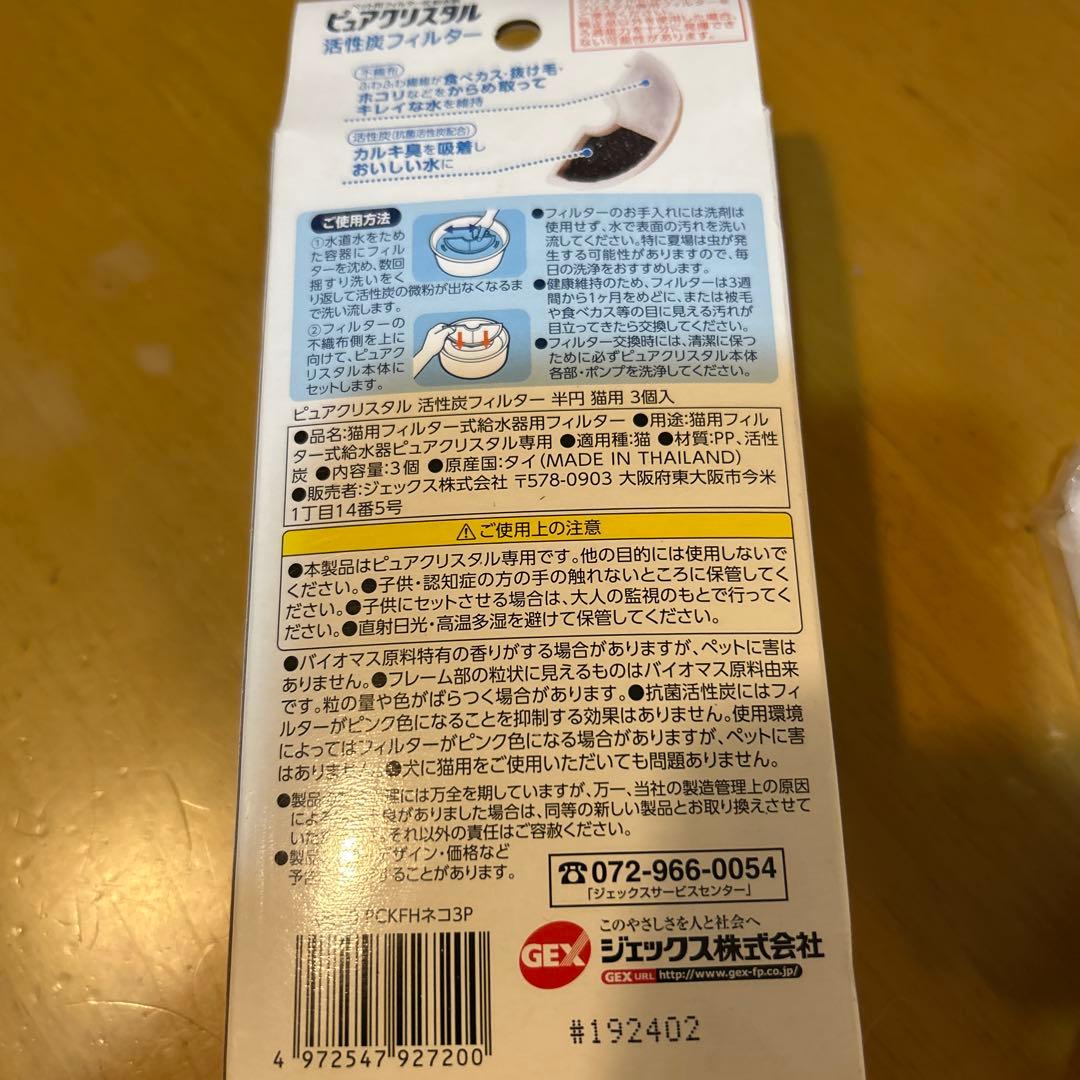 ピュアクリスタル
活性炭フィルター
ない可能性があります。
不織布
ふわふわ繊維が食べカス・抜け毛・
ホコリなどをからめ取って
キレイな水を維持
活性炭(抗菌活性炭配合)
カルキ臭を吸着し
おいしい水に
ご使用方法
①水道水をため
た容器にフィル
ターを沈め、数回
揺すり洗いをく
り返して活性炭の微粉が出なくなるま
で洗い流します。
②フィルターの
不織布側を上に
向けて、ピュアク
リスタル本体に
セットします。
●フィルターのお手入れには洗剤は
使用せず、水で表面の汚れを洗い
流してください。特に夏場は虫が発
生する可能性がありますので、毎
日の洗浄をおすすめします。
●健康維持のため、フィルターは3週
間から1ヶ月をめどに、または被毛
や食べカス等の目に見える汚れが
目立ってきたら交換してください。
●フィルター交換時には、清潔に保つ
ために必ずピュアクリスタル本体
各部・ポンプを洗浄してください。
ピュアクリスタル 活性炭フィルター 半円 猫用 3個入
●品名:猫用フィルター式給水器用フィルター ●用途:猫用フィル
ター式給水器ピュアクリスタル専用 ●適用種:猫 ●材質:PP、活性
炭 ●内容量:3個 ●原産国:タイ(MADE IN THAILAND)
●販売者:ジェックス株式会社 〒578-0903 大阪府東大阪市今米
1丁目14番5号
⚠ご使用上の注意
●本製品はピュアクリスタル専用です。他の目的には使用しないで
ください。●子供・認知症の方の手の触れないところに保管してく
ださい。●子供にセットさせる場合は、大人の監視のもとで行ってく
ださい。●直射日光・高温多湿を避けて保管してください。
●バイオマス原料特有の香りがする場合がありますが、ペットに害は
ありません。●フレーム部の粒状に見えるものはバイオマス原料由来
です。粒の量や色がばらつく場合があります。●抗菌活性炭にはフィ
ルターがピンク色になることを抑制する効果はありません。使用環境
によってはフィルターがピンク色になる場合がありますが、ペットに害
はありません。●犬に猫用をご使用いただいても問題ありません。
●製品 には万全を期していますが、万一、当社の製造管理上の原因
によ がありました場合は、同等の新しい製品とお取り換えさせて
いた それ以外の責任はご容赦ください。
●製品 デザイン・価格など
予 することがあります。
☎072-966-0054
「ジェックスサービスセンター」
PCKFHネコ3P
このやさしさを人と社会へ
GEX ジェックス株式会社
GEX URL http://www.gex-fp.co.jp/
#192402
4 972547 927200